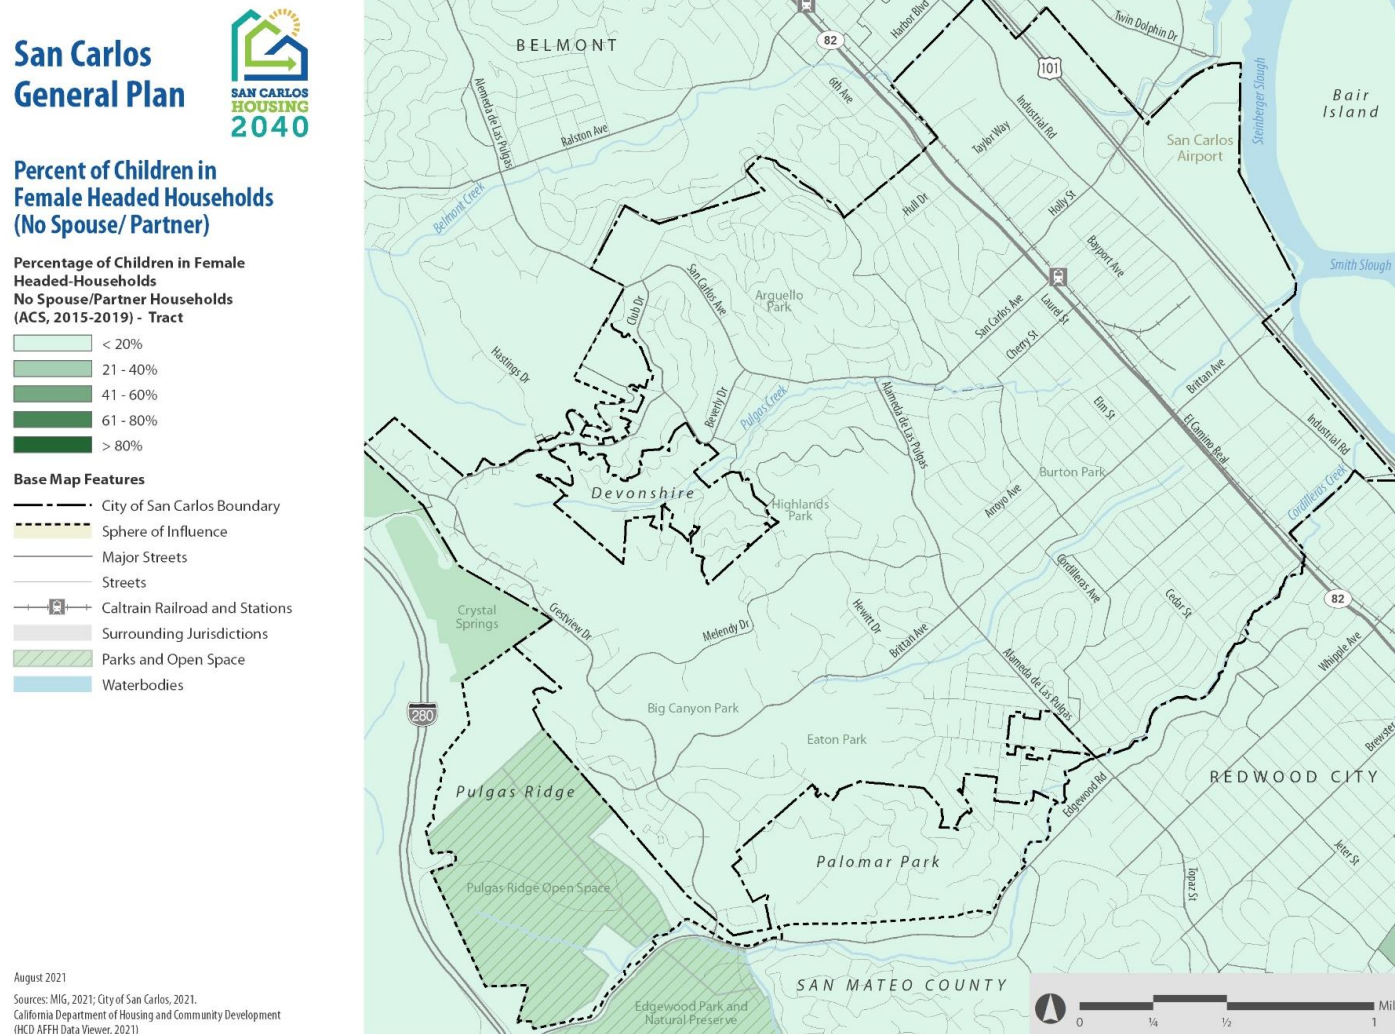 San Carlos
General Plan
SAN CARLOS
HOUSING
2040
Percent of Children in
Female Headed Households
(No Spouse/ Partner)
Percentage of Children in Female
Headed-Households
No Spouse/Partner Households
(ACS, 2015-2019) - Tract
< 20%
21 - 40%
41 - 60%
61 - 80%
> 80%
Base Map Features
City of San Carlos Boundary
Sphere of Influence
Major Streets
Streets
Caltrain Railroad and Stations
Surrounding Jurisdictions
Parks and Open Space
Waterbodies
August 2021
Sources: MIG, 2021; City of San Carlos, 2021.
California Department of Housing and Community Development
(HCD AFFH Data Viewer, 2021)
BELMONT
82
Harbor Blvd
Twin Dolphin Dr
101
Steinberger Slough
Bair
Island
Alameda de Las Pulgas
6th Ave
Ralston Ave
Industrial Rd
Taylor Way
San Carlos
Airport
Belmont Creek
Hull Dr
Holly St
Bayport Ave
Smith Slough
San Carlos Ave
Club Dr
Arguello
Park
San Carlos Ave
Laurel St
Cherry St
Hastings Dr
Brittan Ave
Beverly Dr
Pulgas Creek
Alameda de Las Pulgas
Elm St
El Camino Real
Industrial Rd
Devonshire
Highlands
Park
Burton Park
Arroyo Ave
Cordilleras Creek
Crystal
Springs
Crestview Dr
Melendy Dr
Hewitt Dr
Brittan Ave
Cordilleras Ave
Cedar St
82
Whipple Ave
Alameda de Las Pulgas
280
Big Canyon Park
Eaton Park
Brewster
Pulgas Ridge
REDWOOD CITY
Edgewood Rd
Palomar Park
Jeter St
Topaz St
Pulgas Ridge Open Space
SAN MATEO COUNTY
Edgewood Park and
Natural Preserve
0 ¼ ½ 1
Mil